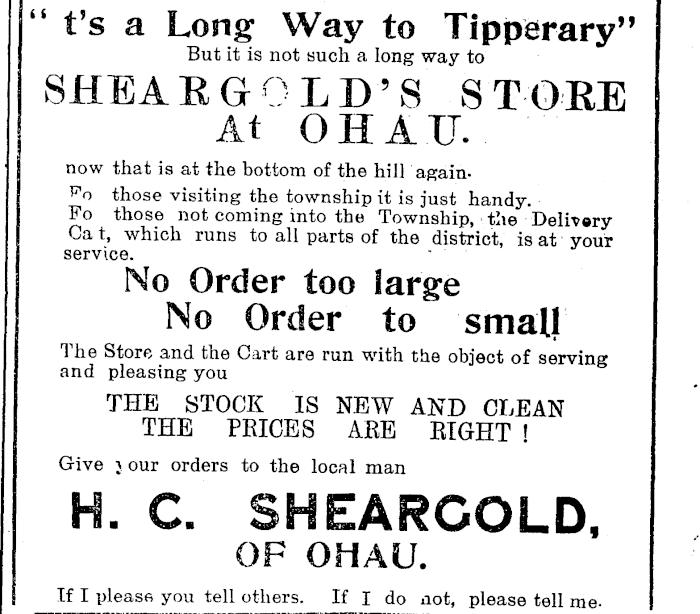 “ t's a Long Way to Tipperary”
But it is not such a long way to
SHEARGOLD'S STORE
At OHAU.
now that is at the bottom of the hill again.
Fo those visiting the township it is just handy.
Fo those not coming into the Township, the Delivery
Ca t, which runs to all parts of the district, is at your
service.
No Order too large
No Order to small
The Store and the Cart are run with the object of serving
and pleasing you
THE STOCK IS NEW AND CLEAN
THE PRICES ARE RIGHT !
Give your orders to the local man
H. C. SHEARGOLD,
OF OHAU.
If I please you tell others. If I do not, please tell me.